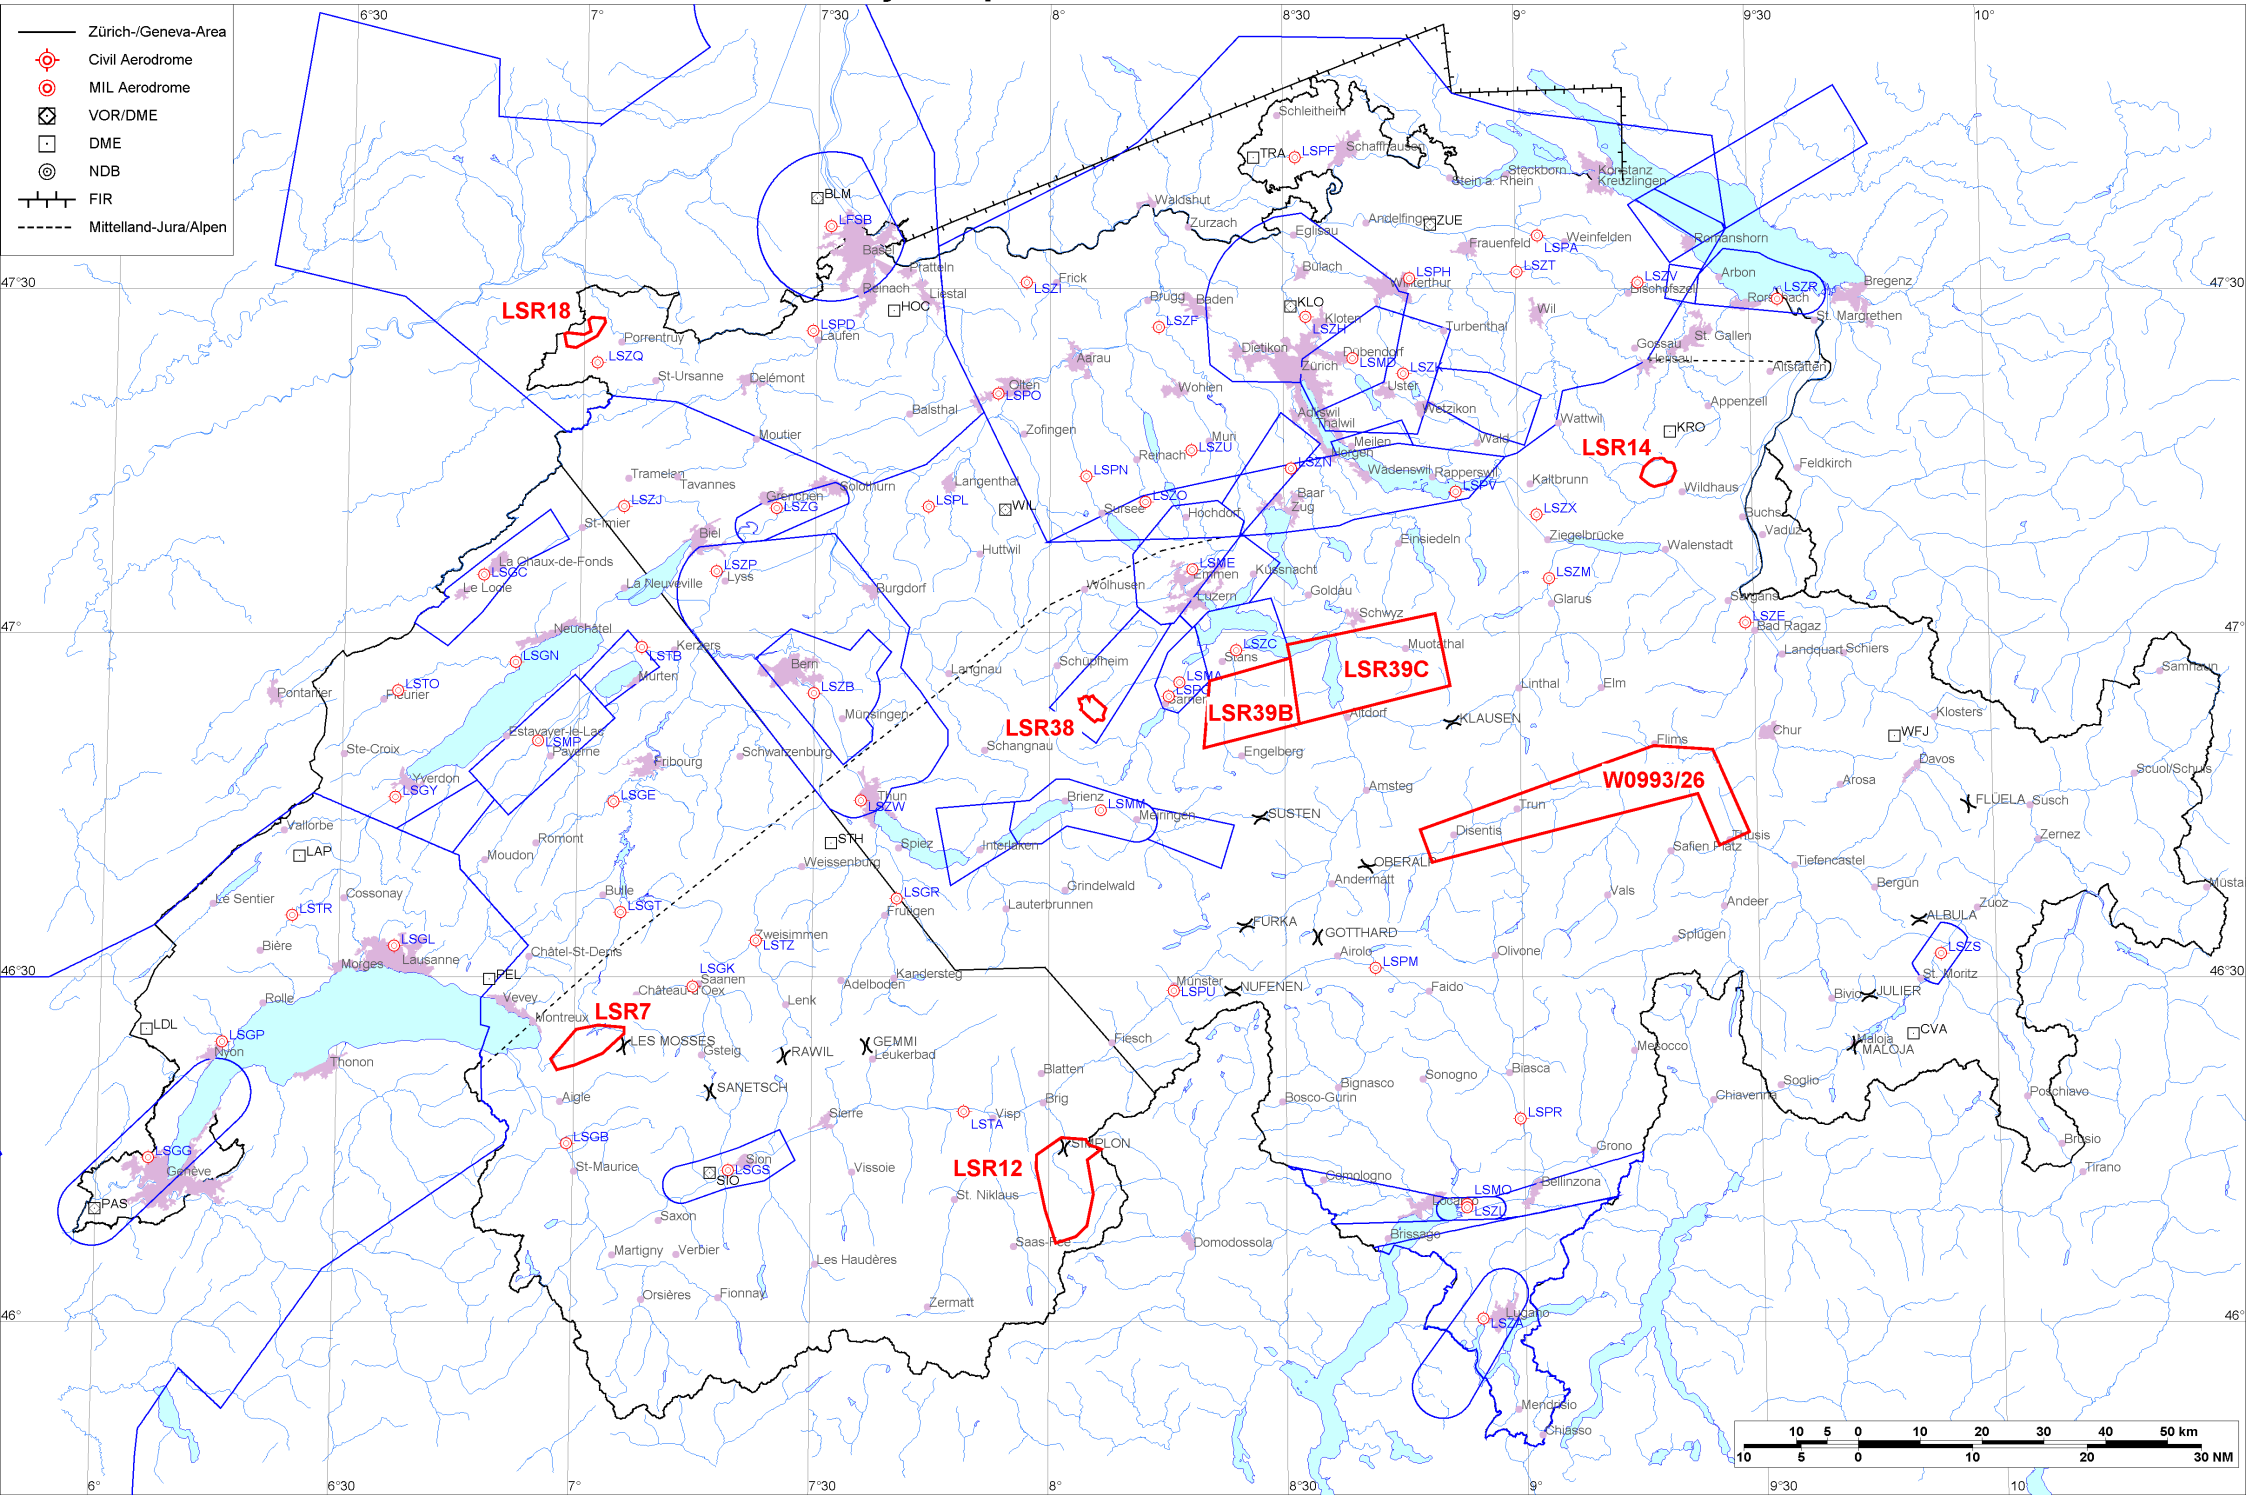 6°30
7°
7°30
8°
8°30
9°
9°30
10°
Zürich-/Geneva-Area
Civil Aerodrome
MIL Aerodrome
VOR/DME
DME
NDB
FIR
Mittelland-Jura/Alpen
Schleitheim
TRA
LSPF
Schaffhausen
Stein a. Rhein
Steckborn
Konstanz
Kreuzlingen
BLM
LFSB
Basel
Waldshut
Zurzach
Eglisau
Andelfingen
ZUE
Frauenfeld
LSPA
Weinfelden
Romanshorn
Pratteln
Reinach
Liestal
HOC
LSZI
Frick
Brugg
Baden
Bülach
KLO
Kloten
LSZH
LSPH
Winterthur
LSZT
LSZV
Bischofszell
Arbon
LSZR
Rorschach
Bregenz
St. Margrethen
47°30
47°30
LSR18
Porrentruy
LSZQ
LSPD
Laufen
LSZF
Dietikon
Zürich
Dübendorf
LSMD
Turbenthal
Wil
St. Gallen
Gossau
Herisau
Altstätten
St-Ursanne
Delémont
Aarau
Olten
LSPO
Wohlen
LSZK
Uster
Wetzikon
Appenzell
Balsthal
Zofingen
Moutier
Adliswil
Thalwil
Meilen
Horgen
Wald
Wattwil
KRO
LSR14
Muri
LSZU
Reinach
LSPN
LSZN
Wädenswil
Rapperswil
LSPV
Kaltbrunn
Wildhaus
Feldkirch
Tramelan
Tavannes
LSZJ
Grenchen
LSZG
Solothurn
Langenthal
LSPL
WIL
LSZO
Sursee
Hochdorf
Baar
Zug
LSZX
Buchs
Vaduz
St-Imier
Biel
Huttwil
Einsiedeln
Ziegelbrücke
Walenstadt
La Chaux-de-Fonds
LSGC
Le Locle
La Neuveville
LSZP
Lyss
Burgdorf
Wolhusen
LSME
Emmen
Luzern
Küssnacht
Goldau
Schwyz
LSZM
Glarus
Sargans
LSZE
Bad Ragaz
47°
47°
Neuchâtel
LSGN
LSTB
Kerzers
Murten
Bern
LSZB
Langnau
Schüpfheim
LSZC
Stans
LSMA
LSPG
Muotathal
LSR39C
LSR39B
LSR38
Altdorf
KLAUSEN
Linthal
Elm
Landquart
Schiers
Klosters
Samnaun
Pontarlier
LSTO
Fleurier
Ste-Croix
Estavayer-le-Lac
LSMP
Payerne
Fribourg
Münsingen
Schwarzenburg
Schangnau
Engelberg
Flims
Chur
WFJ
Davos
Yverdon
LSGY
LSGE
Thun
LSZW
Brienz
LSMM
Meiringen
SUSTEN
Amsteg
W0993/26
Trun
Disentis
Thusis
Arosa
FLÜELA
Susch
Scuol/Schuls
Vallorbe
LAP
Moudon
Romont
STH
Weissenburg
Spiez
Interlaken
OBERALP
Andermatt
Safien Platz
Tiefencastel
Zernez
Le Sentier
LSTR
Cossonay
Bulle
LSGT
LSGR
Frutigen
Grindelwald
Lauterbrunnen
FURKA
GOTTHARD
Vals
Andeer
Bergün
ALBULA
Zuoz
Müsta
Bière
LSGL
Lausanne
Morges
Châtel-St-Denis
Zweisimmen
LSTZ
Airolo
LSPM
Olivone
Splügen
LSZS
St. Moritz
46°30
46°30
Rolle
PEL
Vevey
Montreux
LSGK
Saanen
Château-d'Oex
Lenk
Adelboden
Kandersteg
Münster
LSPU
NUFENEN
Faido
Bivio
JULIER
LDL
LSGP
Nyon
Thonon
LSR7
LES MOSSES
Gsteig
RAWIL
GEMMI
Leukerbad
Fiesch
Mesocco
Maloja
MALOJA
CVA
SANETSCH
Blatten
Brig
Bignasco
Sonogno
Biasca
Bosco-Gurin
Chiavenna
Soglio
Poschiavo
Aigle
Sierre
LSTA
Visp
LSPR
LSGB
SIMPLON
LSR12
Grono
Brusio
Tirano
LSGG
Genève
PAS
St-Maurice
Sion
LSGS
SIO
Vissoie
St. Niklaus
Comologno
LSMO
LSZL
Locarno
Bellinzona
Saxon
Brissago
Martigny
Verbier
Les Haudères
Saas-Fee
Domodossola
Orsières
Fionnay
Zermatt
Lugano
LSZA
46°
46°
Mendrisio
Chiasso
10 5 0 10 20 30 40 50 km
10 5 0 10 20 30 NM
6°
6°30
7°
7°30
8°
8°30
9°
9°30
10°